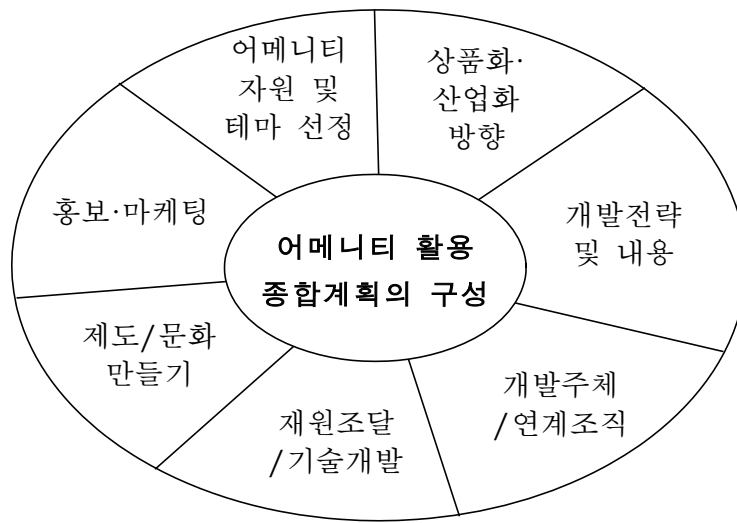 어메니티
자원 및
테마 선정
상품화·
산업화
방향
개발전략
및 내용
개발주체
/연계조직
재원조달
/기술개발
제도/문화
만들기
홍보·마케팅
어메니티 활용
종합계획의 구성